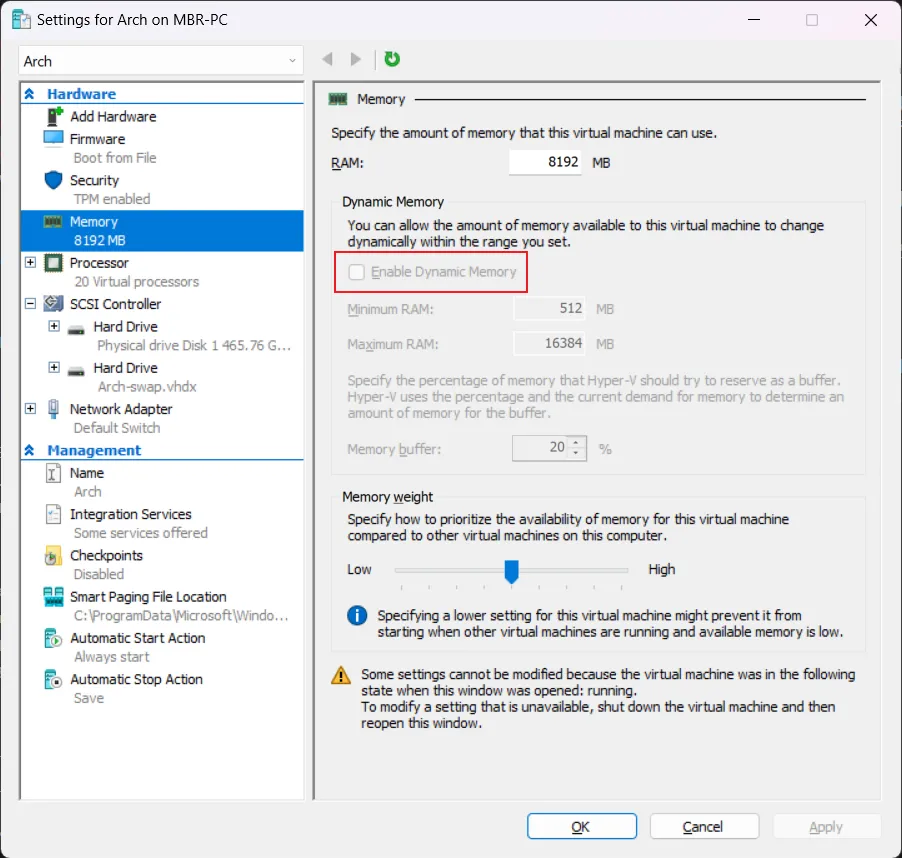 Settings for Arch on MBR-PC
Arch
Hardware
Add Hardware
Firmware
Boot from File
Security
TPM enabled
Memory
8192 MB
Processor
20 Virtual processors
SCSI Controller
Hard Drive
Physical drive Disk 1 465.76 G...
Hard Drive
Arch-swap.vhdx
Network Adapter
Default Switch
Management
Name
Arch
Integration Services
Some services offered
Checkpoints
Disabled
Smart Paging File Location
C:\ProgramData\Microsoft\Windo...
Automatic Start Action
Always start
Automatic Stop Action
Save
Memory
Specify the amount of memory that this virtual machine can use.
RAM: 8192 MB
Dynamic Memory
You can allow the amount of memory available to this virtual machine to change
dynamically within the range you set.
Enable Dynamic Memory
Minimum RAM: 512 MB
Maximum RAM: 16384 MB
Specify the percentage of memory that Hyper-V should try to reserve as a buffer.
Hyper-V uses the percentage and the current demand for memory to determine an
amount of memory for the buffer.
Memory buffer: 20 %
Memory weight
Specify how to prioritize the availability of memory for this virtual machine
compared to other virtual machines on this computer.
Low High
Specifying a lower setting for this virtual machine might prevent it from
starting when other virtual machines are running and available memory is low.
Some settings cannot be modified because the virtual machine was in the following
state when this window was opened: running.
To modify a setting that is unavailable, shut down the virtual machine and then
reopen this window.
OK Cancel Apply